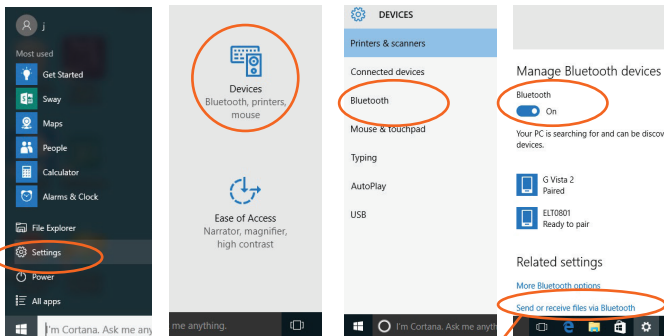 j
Most used
Get Started
Sway
Maps
People
Calculator
Alarms & Clock
File Explorer
Settings
Power
All apps
I'm Cortana. Ask me any
Devices
Bluetooth, printers,
mouse
Ease of Access
Narrator, magnifier,
high contrast
me anything.
DEVICES
Printers & scanners
Connected devices
Bluetooth
Mouse & touchpad
Typing
AutoPlay
USB
I'm Cortana. Ask me anyth
Manage Bluetooth devices
Bluetooth
On
Your PC is searching for and can be discov
devices.
G Vista 2
Paired
ELT0801
Ready to pair
Related settings
More Bluetooth options
Send or receive files via Bluetooth